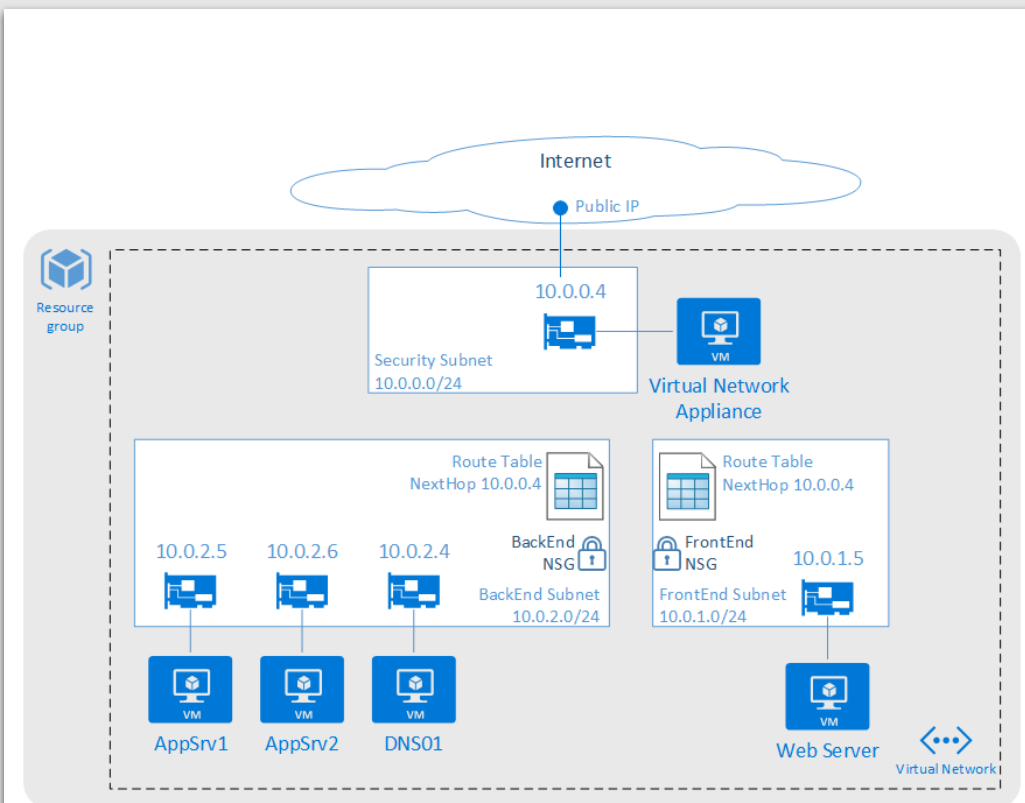 Internet
Public IP
Resource
group
10.0.0.4
Security Subnet
10.0.0.0/24
VM
Virtual Network
Appliance
Route Table
NextHop 10.0.0.4
BackEnd
NSG
10.0.2.5
10.0.2.6
10.0.2.4
BackEnd Subnet
10.0.2.0/24
VM
AppSrv1
VM
AppSrv2
VM
DNS01
Route Table
NextHop 10.0.0.4
FrontEnd
NSG
10.0.1.5
FrontEnd Subnet
10.0.1.0/24
VM
Web Server
Virtual Network